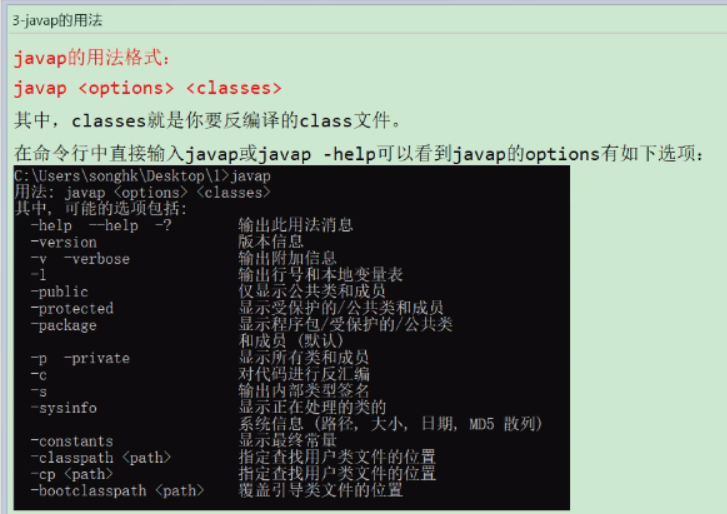 3-javap的用法
javap的用法格式：
javap <options> <classes>
其中，classes就是你要反编译的class文件。
在命令行中直接输入javap或javap -help可以看到javap的options有如下选项：
C:\Users\songhk\Desktop\1>javap
用法: javap <options> <classes>
其中, 可能的选项包括:
-help  --help  -?  输出此用法消息
-version  版本信息
-v  -verbose  输出附加信息
-l  输出行号和本地变量表
-public  仅显示公共类和成员
-protected  显示受保护的/公共类和成员
-package  显示程序包/受保护的/公共类
和成员 (默认)
-p  -private  显示所有类和成员
-c  对代码进行反汇编
-s  输出内部类型签名
-sysinfo  显示正在处理的类的
系统信息 (路径, 大小, 日期, MD5 散列)
-constants  显示最终常量
-classpath <path>  指定查找用户类文件的位置
-cp <path>  指定查找用户类文件的位置
-bootclasspath <path>  覆盖引导类文件的位置